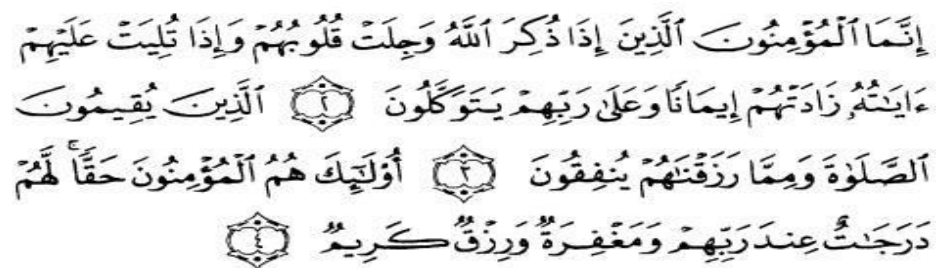 إِنَّمَا ٱلْمُؤْمِنُونَ ٱلَّذِينَ إِذَا ذُكِرَ ٱللَّهُ وَجِلَتْ قُلُوبُهُمْ وَإِذَا تُلِيَتْ عَلَيْهِمْ
ءَايَٰتُهُۥ زَادَتْهُمْ إِيمَانًا وَعَلَىٰ رَبِّهِمْ يَتَوَكَّلُونَ ۝٢ ٱلَّذِينَ يُقِيمُونَ
ٱلصَّلَوٰةَ وَمِمَّا رَزَقْنَٰهُمْ يُنفِقُونَ ۝٣ أُو۟لَٰٓئِكَ هُمُ ٱلْمُؤْمِنُونَ حَقًّا ۚ لَّهُمْ
دَرَجَٰتٌ عِندَ رَبِّهِمْ وَمَغْفِرَةٌ وَرِزْقٌ كَرِيمٌ ۝٤